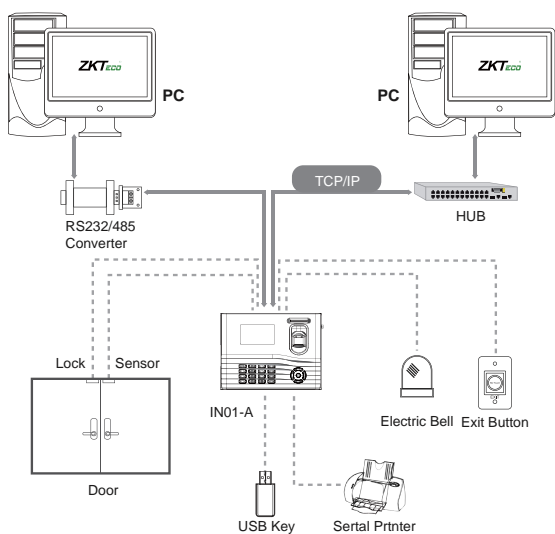 ZKTECO
PC
PC
ZKTECO
TCP/IP
RS232/485
Converter
HUB
Lock
Sensor
IN01-A
Electric Bell
Exit Button
Door
USB Key
Sertal Prtnter